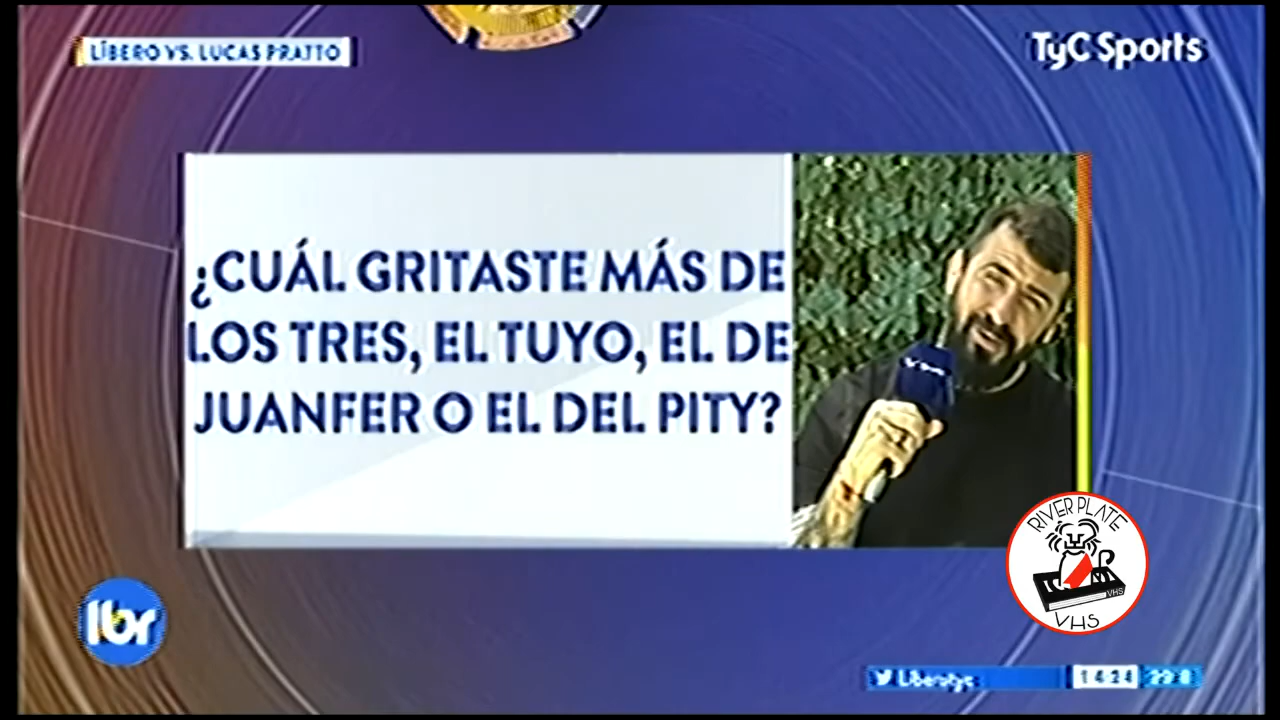 LÍBERO VS. LUCAS PRATTO
TyC Sports
¿CUÁL GRITASTE MÁS DE
LOS TRES, EL TUYO, EL DE
JUANFER O EL DEL PITY?
RIVER PLATE
VHS
VHS
lbr
Liberotyc
14:24